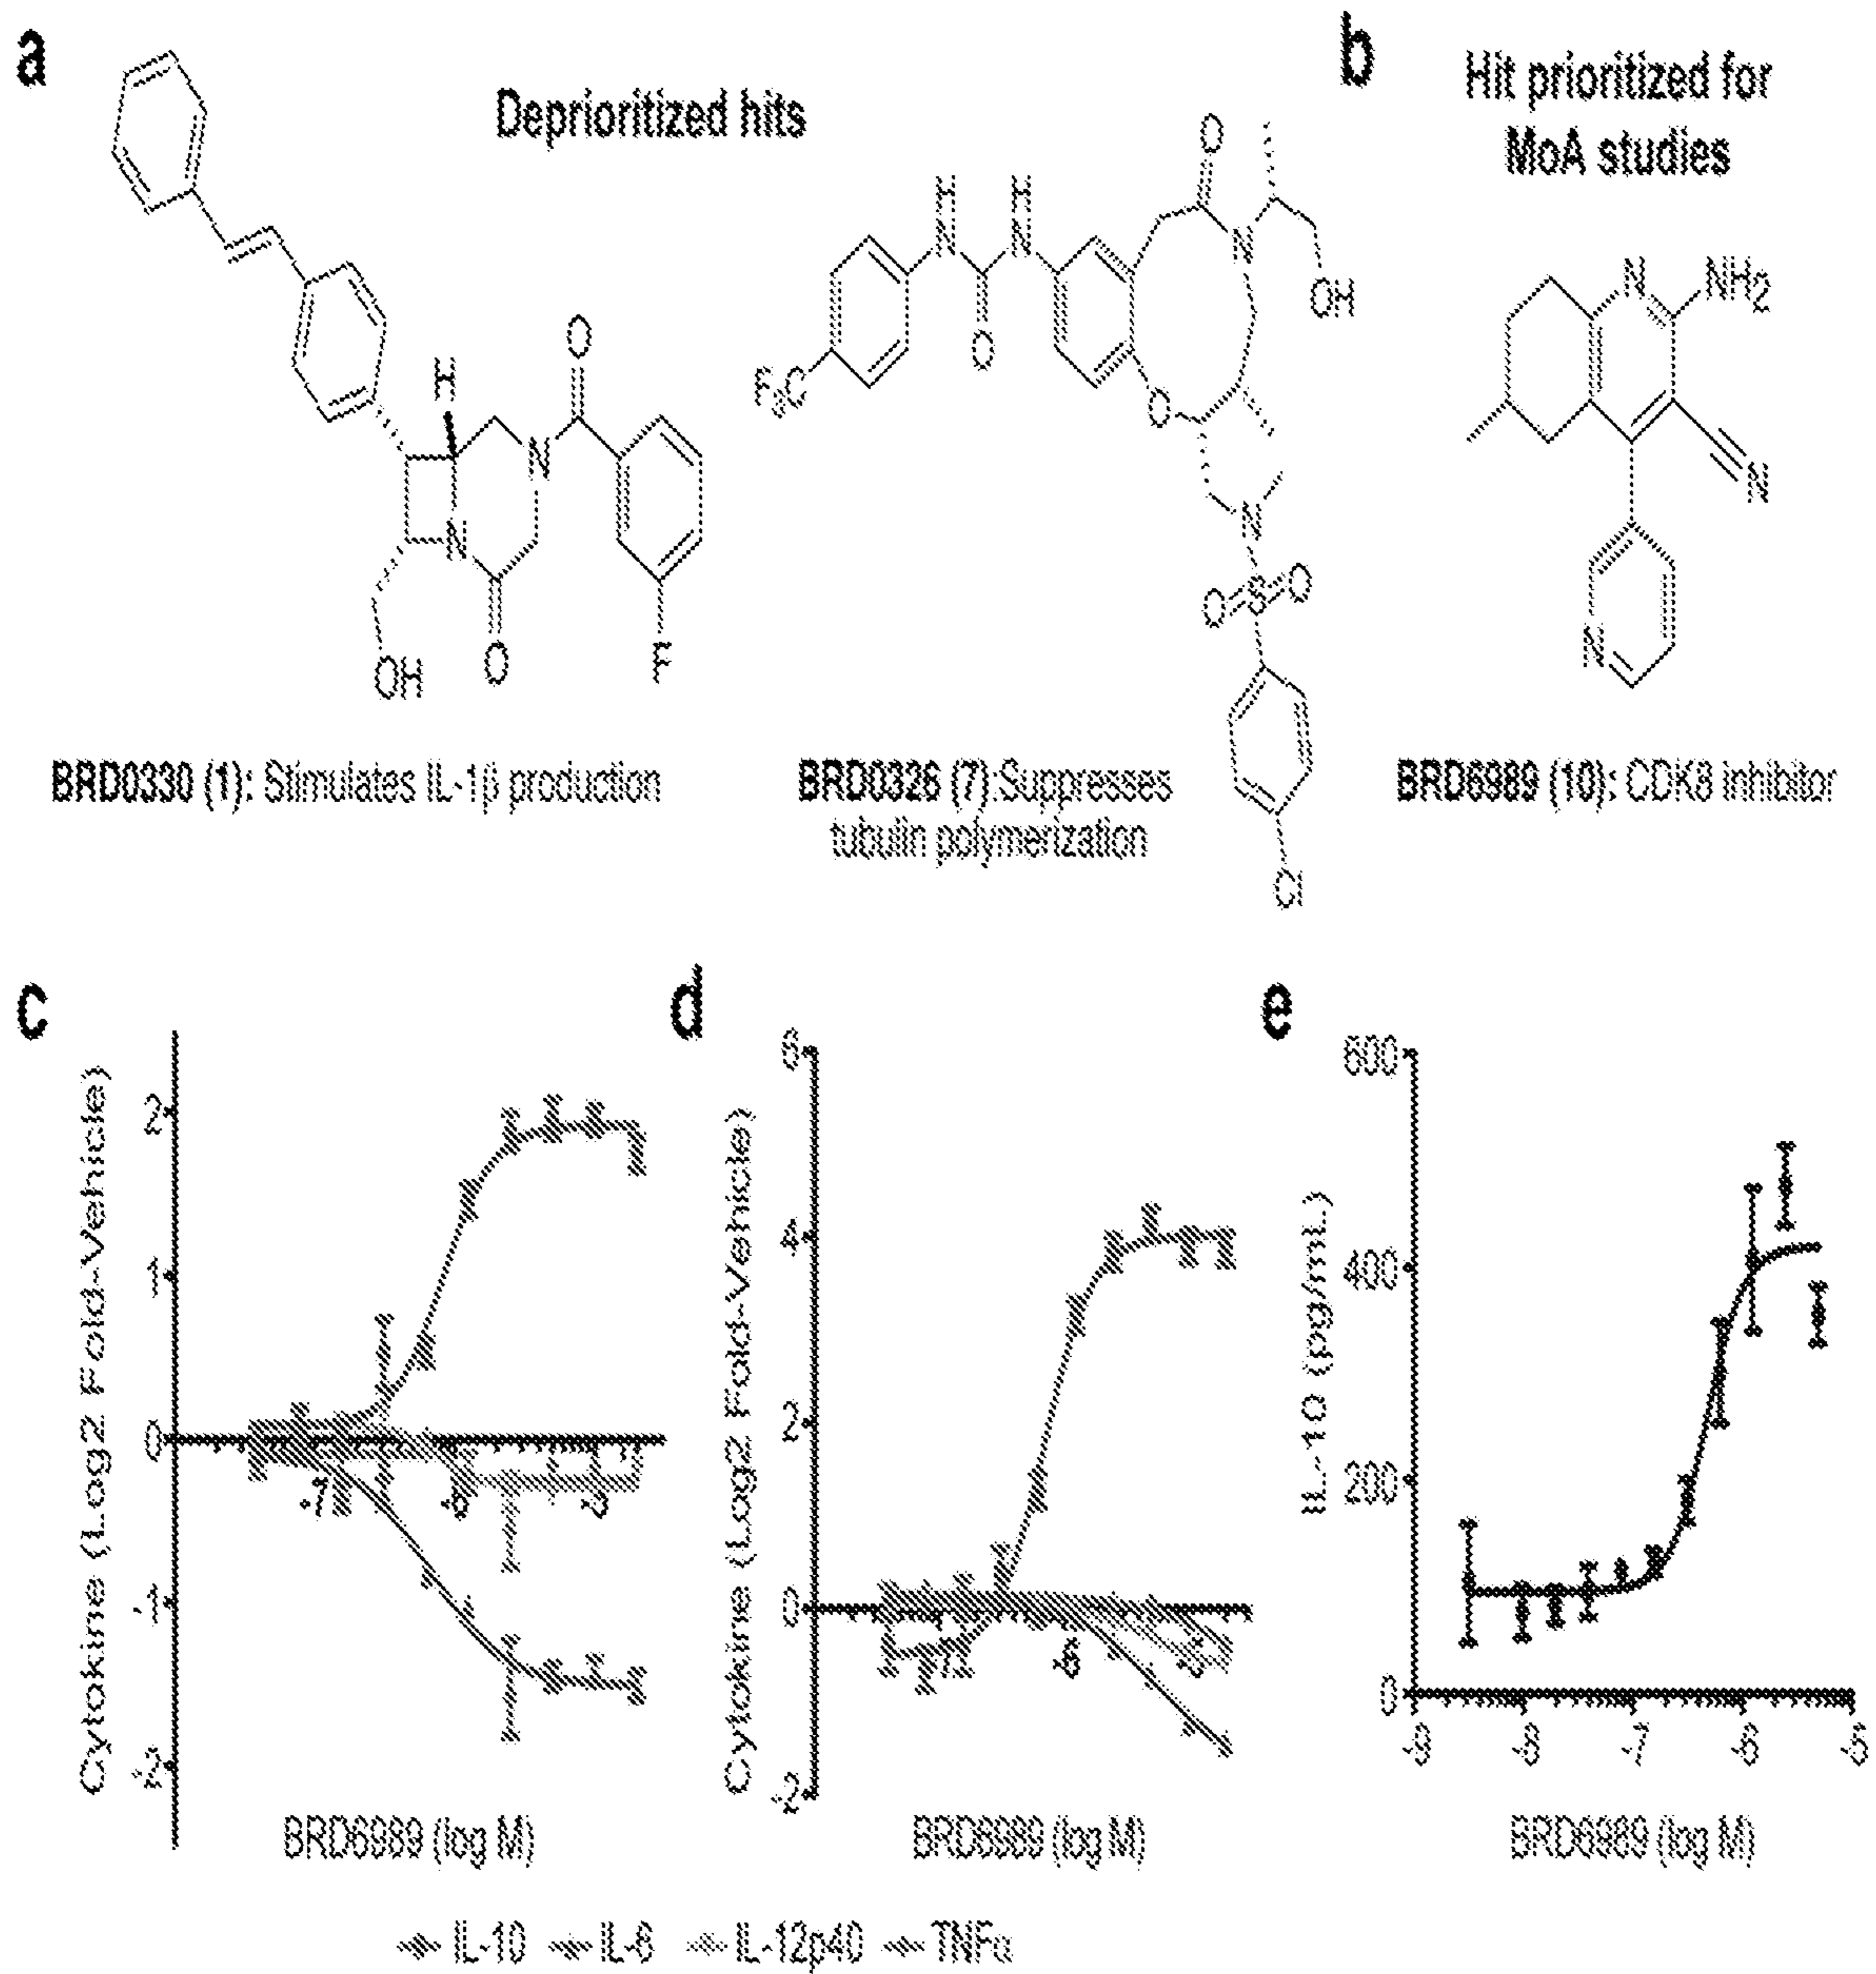 a
Deprioritized hits
b
Hit prioritized for
MoA studies
H
O
N
N
OH
O
F
H H
N N
O
F3C
O
N
OH
O
N
O S O
Cl
N NH2
N
N
BRD0330 (1): Stimulates IL-1β production
BRD0326 (7):Suppresses
tubulin polymerization
BRD6989 (10): CDK8 inhibitor
c
Cytokine (Log2 Fold-Vehicle)
2
1
0
-1
-2
-7 -6 -5
BRD6989 (log M)
d
Cytokine (Log2 Fold-Vehicle)
6
4
2
0
-2
-7 -6 -5
BRD6989 (log M)
e
IL-10 (pg/mL)
600
400
200
0
-9 -8 -7 -6 -5
BRD6989 (log M)
IL-10 IL-6 IL-12p40 TNFα